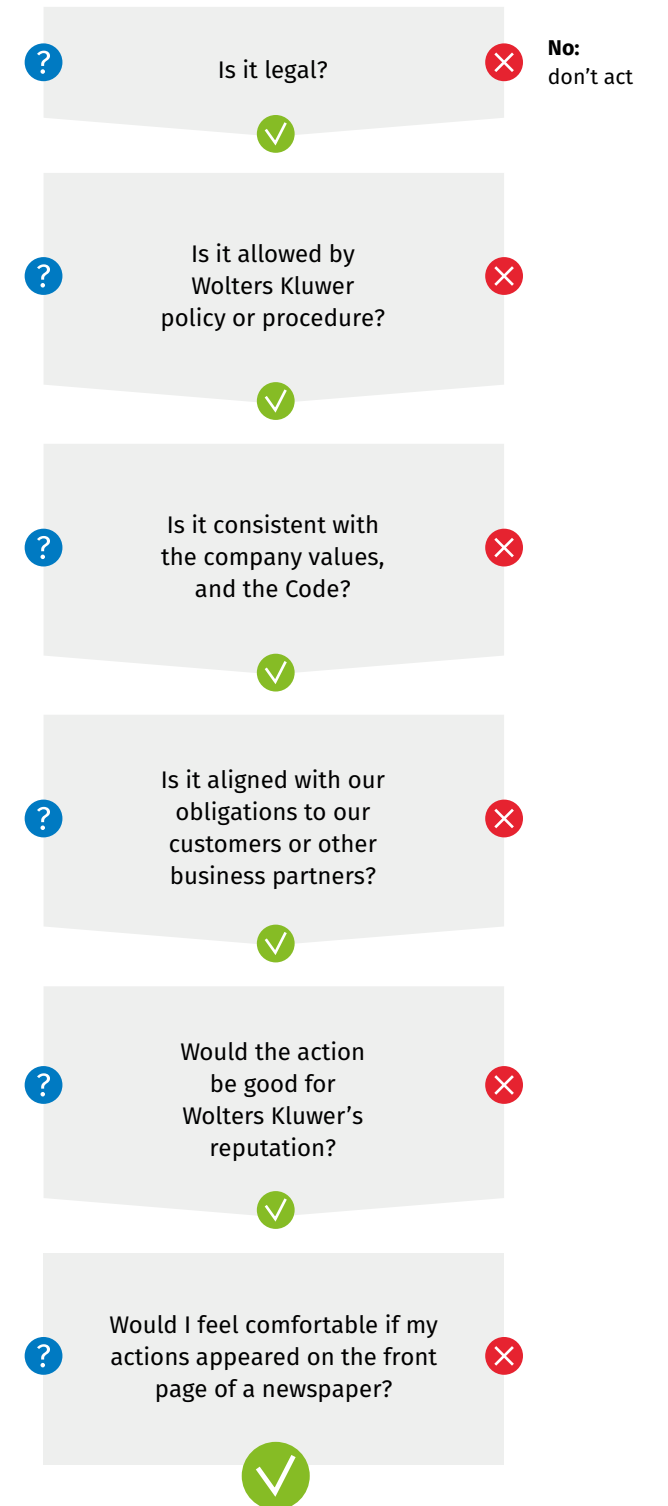 Is it legal?
No:
don’t act
Is it allowed by
Wolters Kluwer
policy or procedure?
Is it consistent with
the company values,
and the Code?
Is it aligned with our
obligations to our
customers or other
business partners?
Would the action
be good for
Wolters Kluwer’s
reputation?
Would I feel comfortable if my
actions appeared on the front
page of a newspaper?